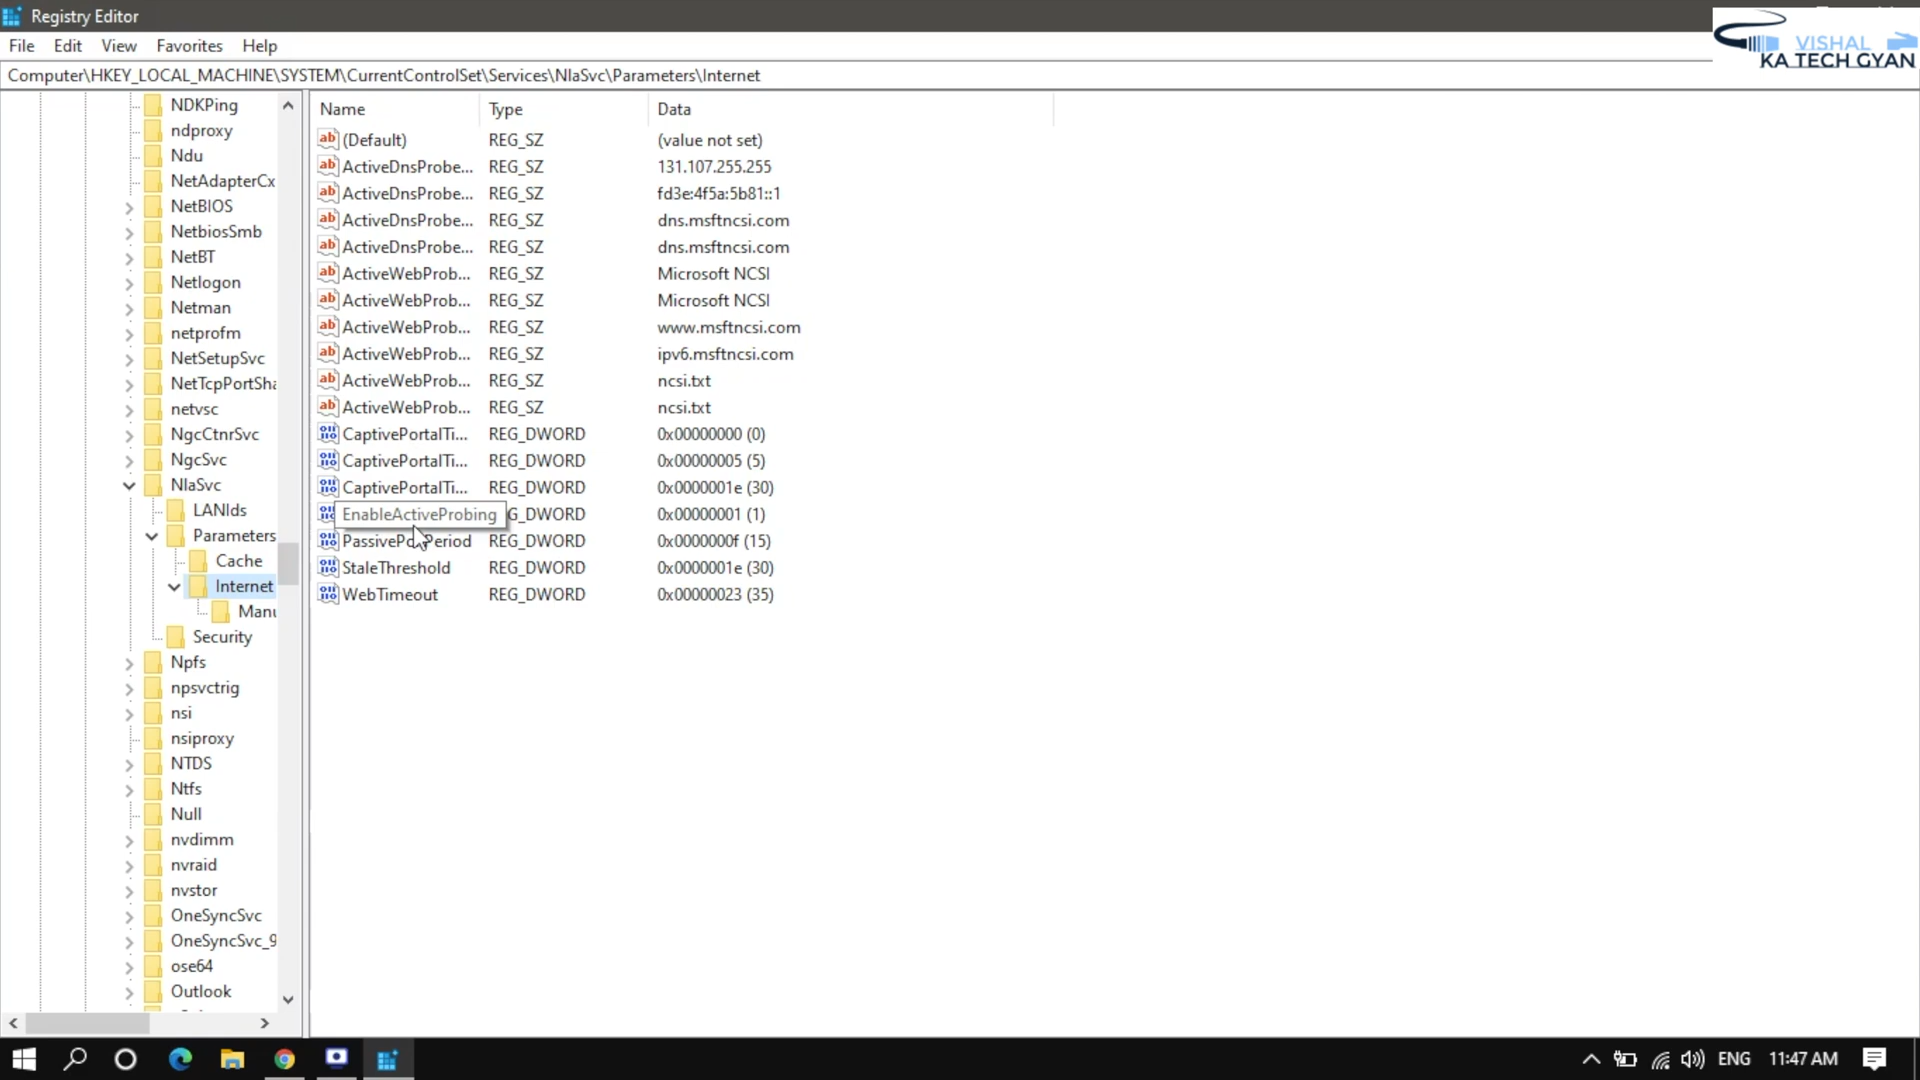 Registry Editor
File Edit View Favorites Help
VISHAL
KA TECH GYAN
Computer\HKEY_LOCAL_MACHINE\SYSTEM\CurrentControlSet\Services\NlaSvc\Parameters\Internet
NDKPing
ndproxy
Ndu
NetAdapterCx
NetBIOS
NetbiosSmb
NetBT
Netlogon
Netman
netprofm
NetSetupSvc
NetTcpPortSha
netvsc
NgcCtnrSvc
NgcSvc
NlaSvc
LANIds
Parameters
Cache
Internet
Manu
Security
Npfs
npsvctrig
nsi
nsiproxy
NTDS
Ntfs
Null
nvdimm
nvraid
nvstor
OneSyncSvc
OneSyncSvc_9
ose64
Outlook
Name Type Data
(Default) REG_SZ (value not set)
ActiveDnsProbe... REG_SZ 131.107.255.255
ActiveDnsProbe... REG_SZ fd3e:4f5a:5b81::1
ActiveDnsProbe... REG_SZ dns.msftncsi.com
ActiveDnsProbe... REG_SZ dns.msftncsi.com
ActiveWebProb... REG_SZ Microsoft NCSI
ActiveWebProb... REG_SZ Microsoft NCSI
ActiveWebProb... REG_SZ www.msftncsi.com
ActiveWebProb... REG_SZ ipv6.msftncsi.com
ActiveWebProb... REG_SZ ncsi.txt
ActiveWebProb... REG_SZ ncsi.txt
CaptivePortalTi... REG_DWORD 0x00000000 (0)
CaptivePortalTi... REG_DWORD 0x00000005 (5)
CaptivePortalTi... REG_DWORD 0x0000001e (30)
EnableActiveProbing G_DWORD 0x00000001 (1)
PassivePo Period REG_DWORD 0x0000000f (15)
StaleThreshold REG_DWORD 0x0000001e (30)
WebTimeout REG_DWORD 0x00000023 (35)
ENG 11:47 AM